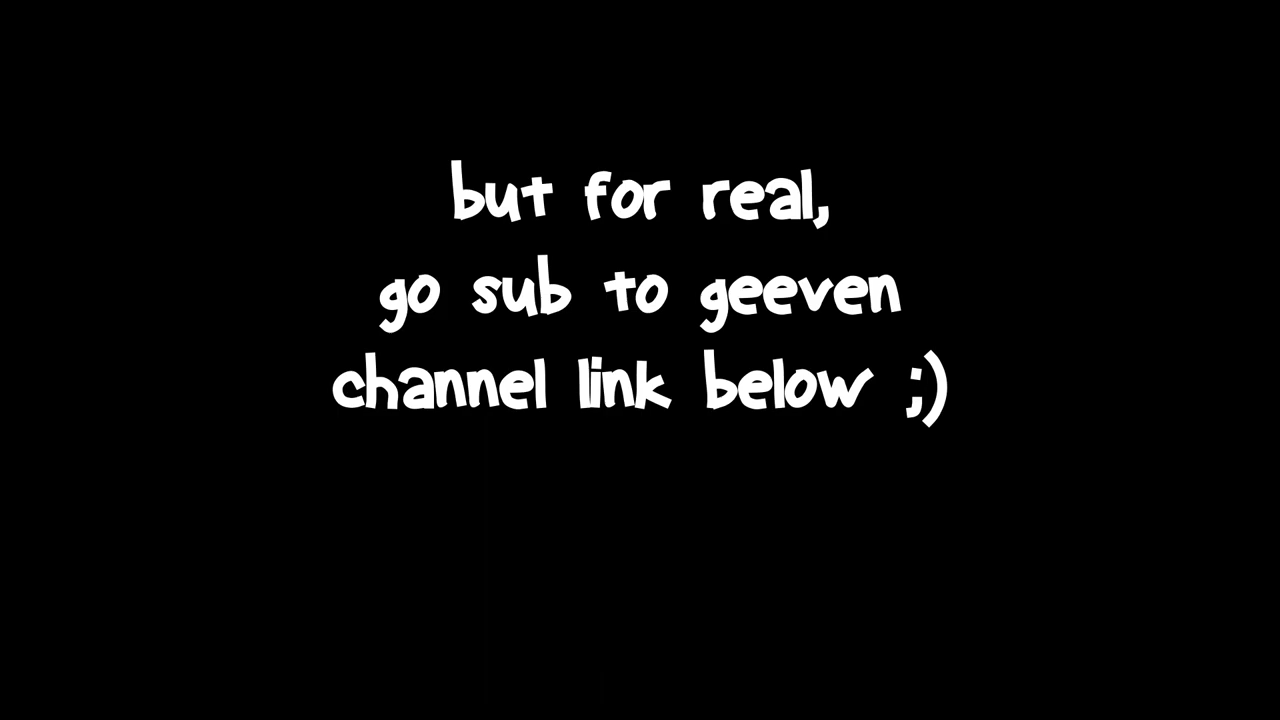 but for real,
go sub to geeven
channel link below ;)